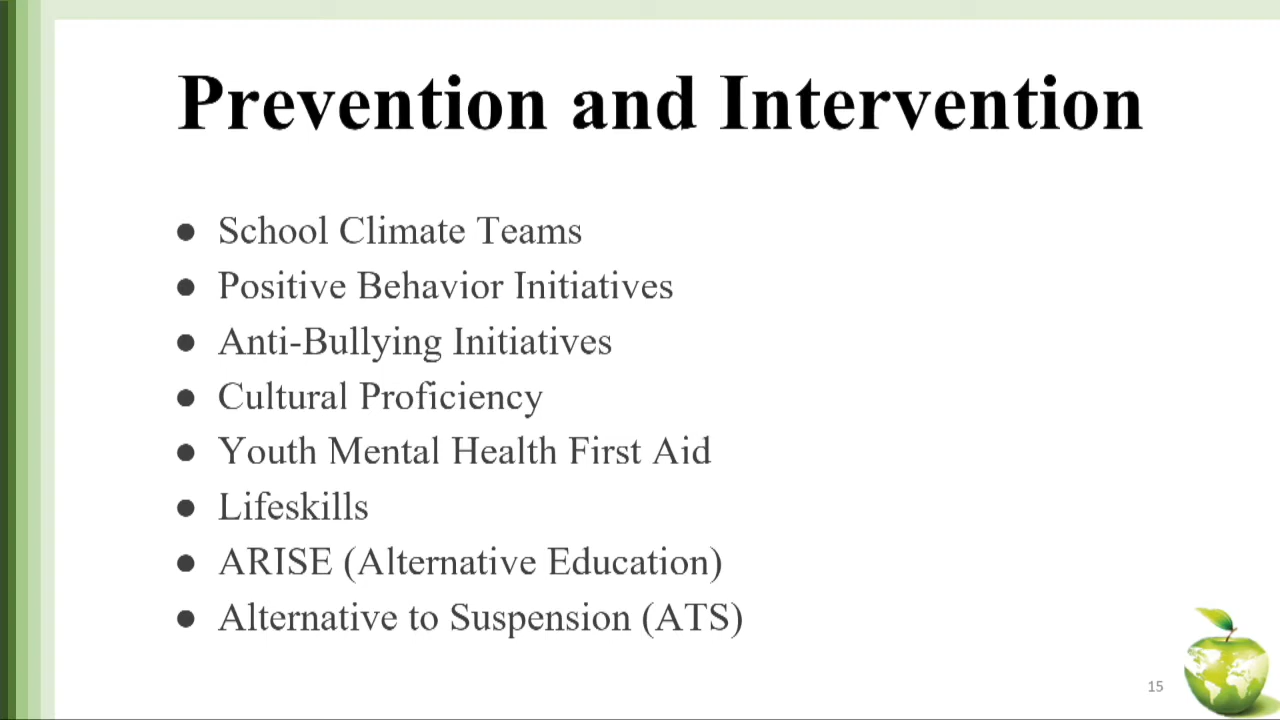 Prevention and Intervention
● School Climate Teams
● Positive Behavior Initiatives
● Anti-Bullying Initiatives
● Cultural Proficiency
● Youth Mental Health First Aid
● Lifeskills
● ARISE (Alternative Education)
● Alternative to Suspension (ATS)
15